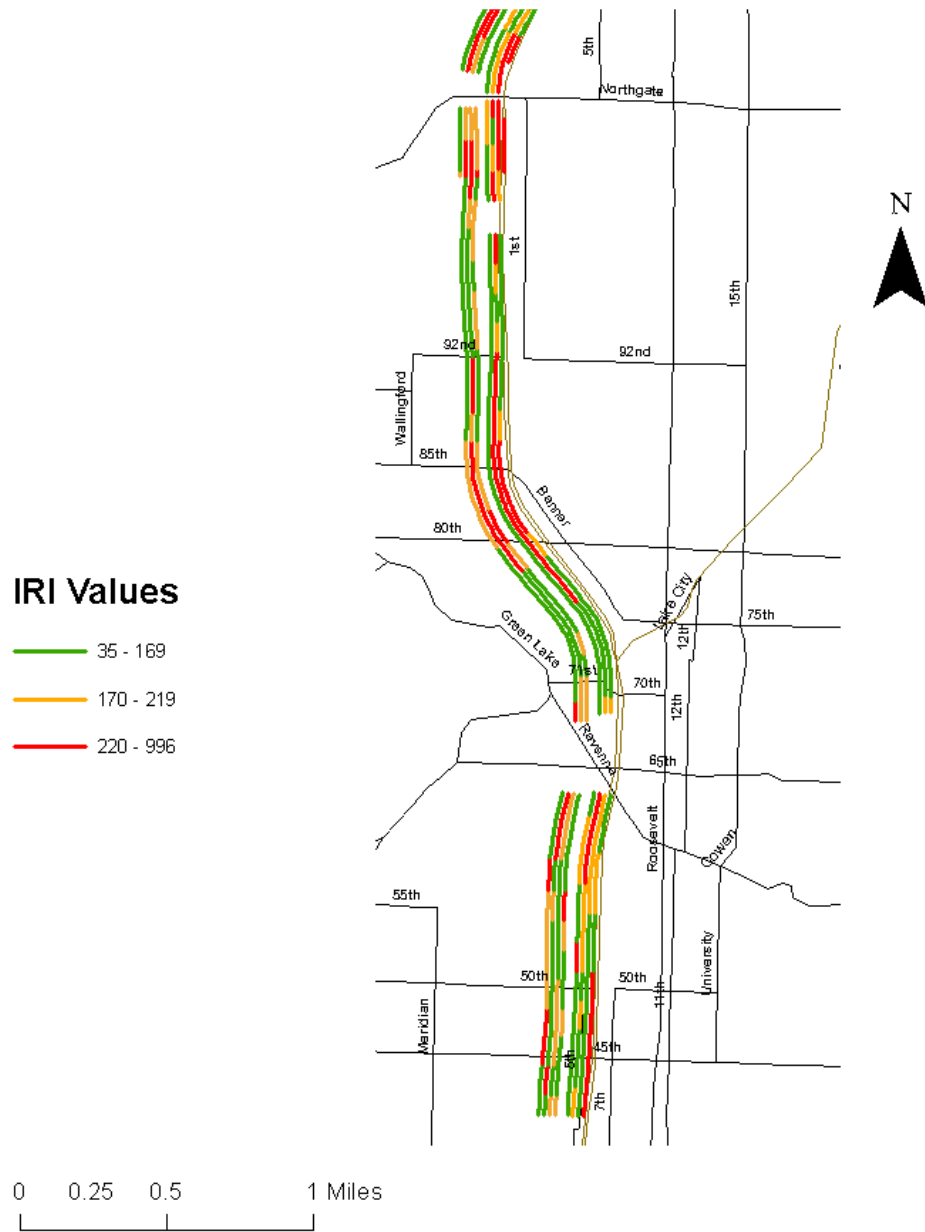 5th
Northgate
N
1st
15th
92nd
92nd
Wallingford
85th
Banner
80th
IRI Values
35 - 169
170 - 219
220 - 996
Lake City
75th
12th
Green Lake
71st
70th
12th
Ravenna
65th
Roosevelt
Cowen
55th
University
50th
50th
11th
Meridian
45th
5th
7th
0 0.25 0.5 1 Miles